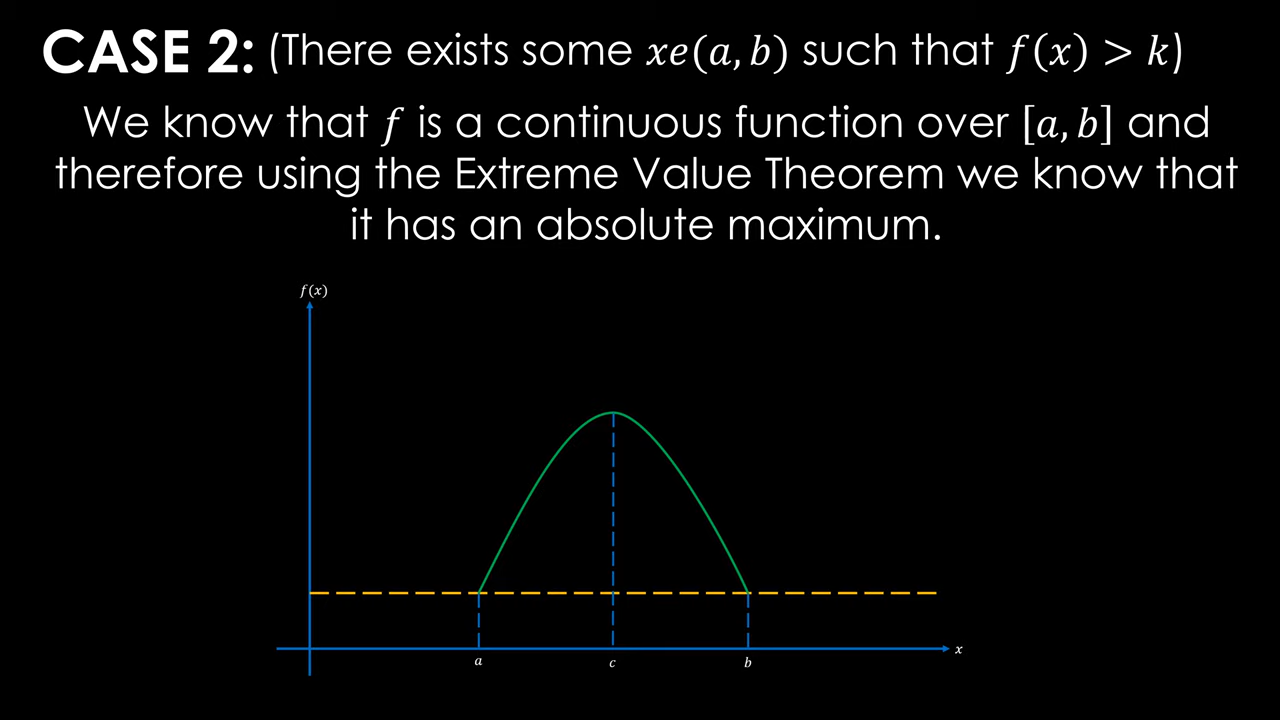 CASE 2: (There exists some xe(a, b) such that f(x) > k)
We know that f is a continuous function over [a, b] and
therefore using the Extreme Value Theorem we know that
it has an absolute maximum.
f(x)
x
a
c
b